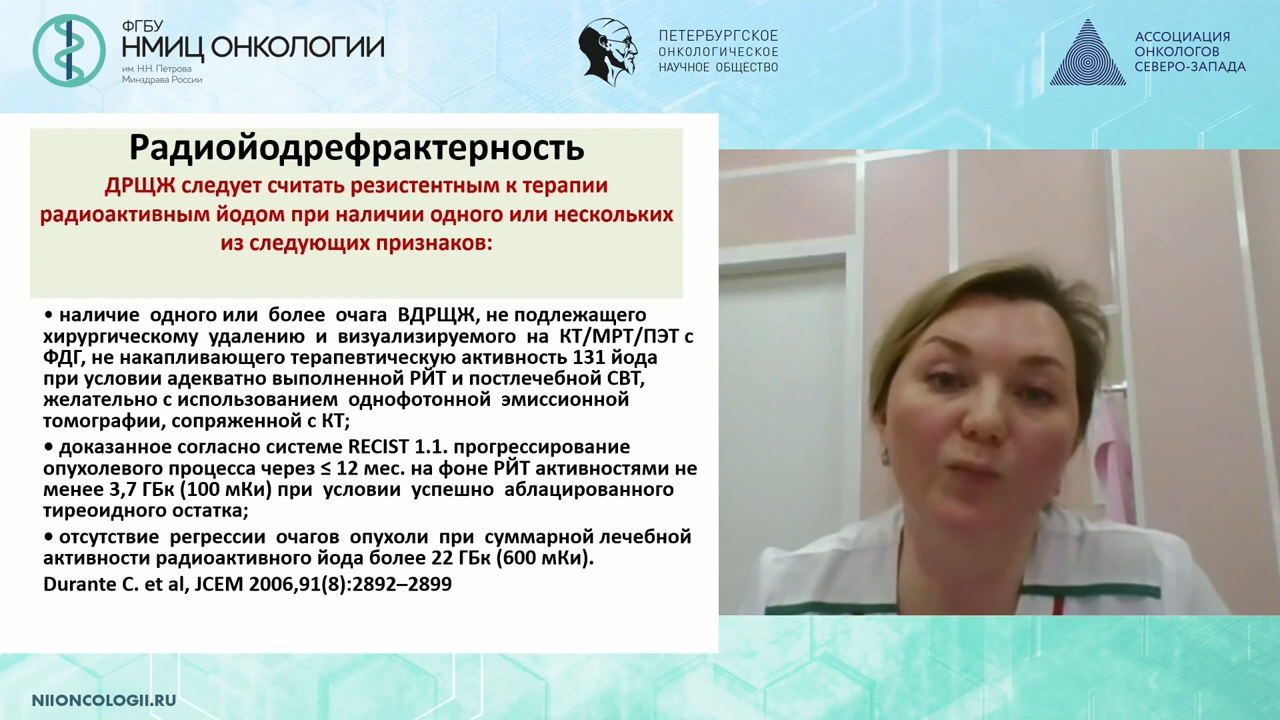 ФГБУ
НМИЦ ОНКОЛОГИИ
им. Н.Н. Петрова
Минздрава России
ПЕТЕРБУРГСКОЕ
ОНКОЛОГИЧЕСКОЕ
НАУЧНОЕ ОБЩЕСТВО
АССОЦИАЦИЯ
ОНКОЛОГОВ
СЕВЕРО-ЗАПАДА
Радиойодрефрактерность
ДРЩЖ следует считать резистентным к терапии
радиоактивным йодом при наличии одного или нескольких
из следующих признаков:
• наличие одного или более очага ВДРЩЖ, не подлежащего
хирургическому удалению и визуализируемого на КТ/МРТ/ПЭТ с
ФДГ, не накапливающего терапевтическую активность 131 йода
при условии адекватно выполненной РЙТ и постлечебной СВТ,
желательно с использованием однофотонной эмиссионной
томографии, сопряженной с КТ;
• доказанное согласно системе RECIST 1.1. прогрессирование
опухолевого процесса через ≤ 12 мес. на фоне РЙТ активностями не
менее 3,7 ГБк (100 мКи) при условии успешно аблацированного
тиреоидного остатка;
• отсутствие регрессии очагов опухоли при суммарной лечебной
активности радиоактивного йода более 22 ГБк (600 мКи).
Durante C. et al, JCEM 2006,91(8):2892–2899
NIIONCOLOGII.RU